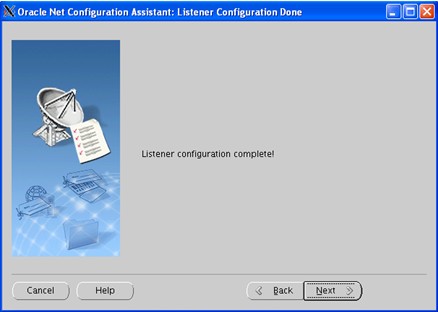 Oracle Net Configuration Assistant: Listener Configuration Done
Listener configuration complete!
Cancel
Help
Back
Next